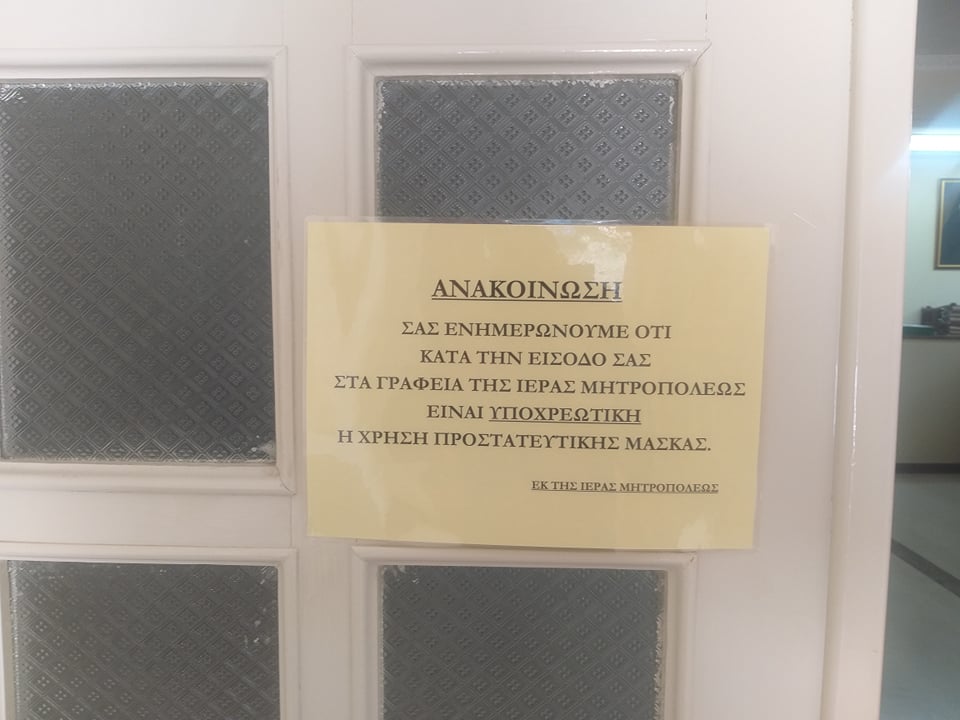 ΑΝΑΚΟΙΝΩΣΗ
ΣΑΣ ΕΝΗΜΕΡΩΝΟΥΜΕ ΟΤΙ
ΚΑΤΑ ΤΗΝ ΕΙΣΟΔΟ ΣΑΣ
ΣΤΑ ΓΡΑΦΕΙΑ ΤΗΣ ΙΕΡΑΣ ΜΗΤΡΟΠΟΛΕΩΣ
ΕΙΝΑΙ ΥΠΟΧΡΕΩΤΙΚΗ
Η ΧΡΗΣΗ ΠΡΟΣΤΑΤΕΥΤΙΚΗΣ ΜΑΣΚΑΣ.
ΕΚ ΤΗΣ ΙΕΡΑΣ ΜΗΤΡΟΠΟΛΕΩΣ